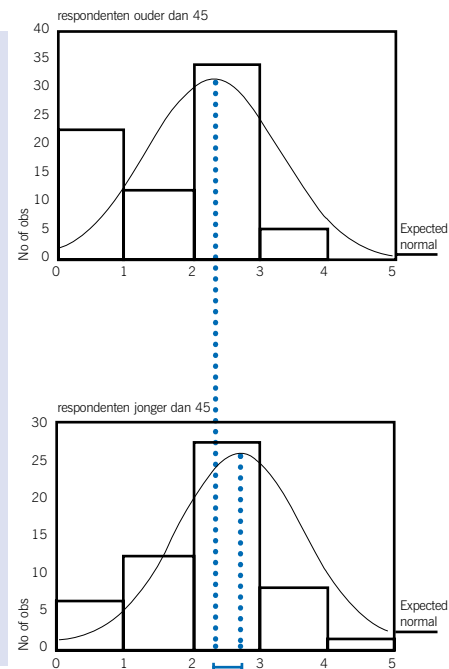 respondenten ouder dan 45
40
35
30
25
20
15
10
5
0
No of obs
0 1 2 3 4 5
Expected
normal
respondenten jonger dan 45
30
25
20
15
10
5
0
No of obs
0 1 2 3 4 5
Expected
normal